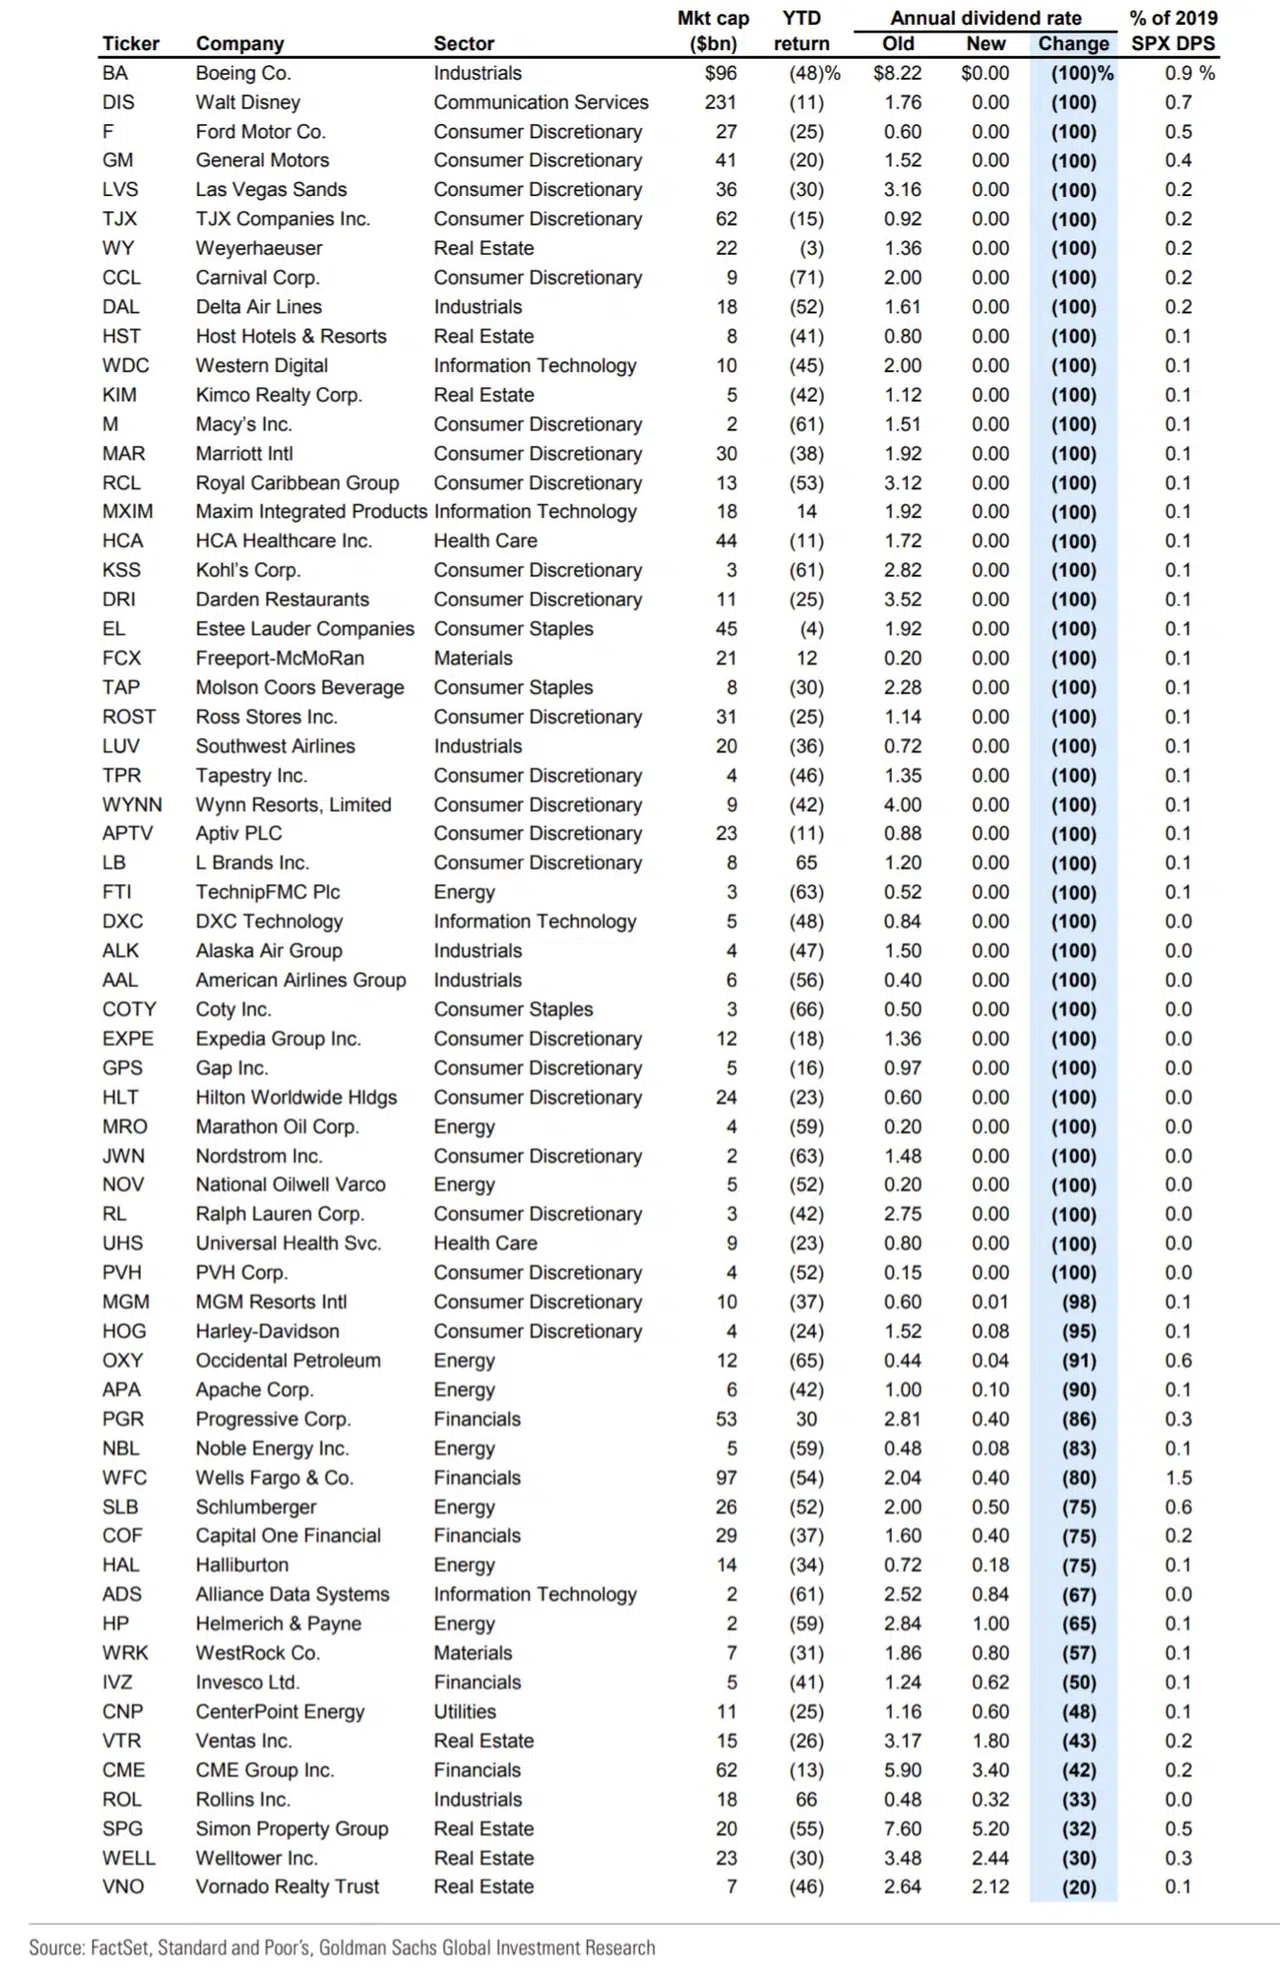 Mkt cap YTD Annual dividend rate % of 2019
Ticker Company Sector ($bn) return Old New Change SPX DPS
BA Boeing Co. Industrials $96 (48)% $8.22 $0.00 (100)% 0.9 %
DIS Walt Disney Communication Services 231 (11) 1.76 0.00 (100) 0.7
F Ford Motor Co. Consumer Discretionary 27 (25) 0.60 0.00 (100) 0.5
GM General Motors Consumer Discretionary 41 (20) 1.52 0.00 (100) 0.4
LVS Las Vegas Sands Consumer Discretionary 36 (30) 3.16 0.00 (100) 0.2
TJX TJX Companies Inc. Consumer Discretionary 62 (15) 0.92 0.00 (100) 0.2
WY Weyerhaeuser Real Estate 22 (3) 1.36 0.00 (100) 0.2
CCL Carnival Corp. Consumer Discretionary 9 (71) 2.00 0.00 (100) 0.2
DAL Delta Air Lines Industrials 18 (52) 1.61 0.00 (100) 0.2
HST Host Hotels & Resorts Real Estate 8 (41) 0.80 0.00 (100) 0.1
WDC Western Digital Information Technology 10 (45) 2.00 0.00 (100) 0.1
KIM Kimco Realty Corp. Real Estate 5 (42) 1.12 0.00 (100) 0.1
M Macy's Inc. Consumer Discretionary 2 (61) 1.51 0.00 (100) 0.1
MAR Marriott Intl Consumer Discretionary 30 (38) 1.92 0.00 (100) 0.1
RCL Royal Caribbean Group Consumer Discretionary 13 (53) 3.12 0.00 (100) 0.1
MXIM Maxim Integrated Products Information Technology 18 14 1.92 0.00 (100) 0.1
HCA HCA Healthcare Inc. Health Care 44 (11) 1.72 0.00 (100) 0.1
KSS Kohl's Corp. Consumer Discretionary 3 (61) 2.82 0.00 (100) 0.1
DRI Darden Restaurants Consumer Discretionary 11 (25) 3.52 0.00 (100) 0.1
EL Estee Lauder Companies Consumer Staples 45 (4) 1.92 0.00 (100) 0.1
FCX Freeport-McMoRan Materials 21 12 0.20 0.00 (100) 0.1
TAP Molson Coors Beverage Consumer Staples 8 (30) 2.28 0.00 (100) 0.1
ROST Ross Stores Inc. Consumer Discretionary 31 (25) 1.14 0.00 (100) 0.1
LUV Southwest Airlines Industrials 20 (36) 0.72 0.00 (100) 0.1
TPR Tapestry Inc. Consumer Discretionary 4 (46) 1.35 0.00 (100) 0.1
WYNN Wynn Resorts, Limited Consumer Discretionary 9 (42) 4.00 0.00 (100) 0.1
APTV Aptiv PLC Consumer Discretionary 23 (11) 0.88 0.00 (100) 0.1
LB L Brands Inc. Consumer Discretionary 8 65 1.20 0.00 (100) 0.1
FTI TechnipFMC Plc Energy 3 (63) 0.52 0.00 (100) 0.1
DXC DXC Technology Information Technology 5 (48) 0.84 0.00 (100) 0.0
ALK Alaska Air Group Industrials 4 (47) 1.50 0.00 (100) 0.0
AAL American Airlines Group Industrials 6 (56) 0.40 0.00 (100) 0.0
COTY Coty Inc. Consumer Staples 3 (66) 0.50 0.00 (100) 0.0
EXPE Expedia Group Inc. Consumer Discretionary 12 (18) 1.36 0.00 (100) 0.0
GPS Gap Inc. Consumer Discretionary 5 (16) 0.97 0.00 (100) 0.0
HLT Hilton Worldwide Hldgs Consumer Discretionary 24 (23) 0.60 0.00 (100) 0.0
MRO Marathon Oil Corp. Energy 4 (59) 0.20 0.00 (100) 0.0
JWN Nordstrom Inc. Consumer Discretionary 2 (63) 1.48 0.00 (100) 0.0
NOV National Oilwell Varco Energy 5 (52) 0.20 0.00 (100) 0.0
RL Ralph Lauren Corp. Consumer Discretionary 3 (42) 2.75 0.00 (100) 0.0
UHS Universal Health Svc. Health Care 9 (23) 0.80 0.00 (100) 0.0
PVH PVH Corp. Consumer Discretionary 4 (52) 0.15 0.00 (100) 0.0
MGM MGM Resorts Intl Consumer Discretionary 10 (37) 0.60 0.01 (98) 0.1
HOG Harley-Davidson Consumer Discretionary 4 (24) 1.52 0.08 (95) 0.1
OXY Occidental Petroleum Energy 12 (65) 0.44 0.04 (91) 0.6
APA Apache Corp. Energy 6 (42) 1.00 0.10 (90) 0.1
PGR Progressive Corp. Financials 53 30 2.81 0.40 (86) 0.3
NBL Noble Energy Inc. Energy 5 (59) 0.48 0.08 (83) 0.1
WFC Wells Fargo & Co. Financials 97 (54) 2.04 0.40 (80) 1.5
SLB Schlumberger Energy 26 (52) 2.00 0.50 (75) 0.6
COF Capital One Financial Financials 29 (37) 1.60 0.40 (75) 0.2
HAL Halliburton Energy 14 (34) 0.72 0.18 (75) 0.1
ADS Alliance Data Systems Information Technology 2 (61) 2.52 0.84 (67) 0.0
HP Helmerich & Payne Energy 2 (59) 2.84 1.00 (65) 0.1
WRK WestRock Co. Materials 7 (31) 1.86 0.80 (57) 0.1
IVZ Invesco Ltd. Financials 5 (41) 1.24 0.62 (50) 0.1
CNP CenterPoint Energy Utilities 11 (25) 1.16 0.60 (48) 0.1
VTR Ventas Inc. Real Estate 15 (26) 3.17 1.80 (43) 0.2
CME CME Group Inc. Financials 62 (13) 5.90 3.40 (42) 0.2
ROL Rollins Inc. Industrials 18 66 0.48 0.32 (33) 0.0
SPG Simon Property Group Real Estate 20 (55) 7.60 5.20 (32) 0.5
WELL Welltower Inc. Real Estate 23 (30) 3.48 2.44 (30) 0.3
VNO Vornado Realty Trust Real Estate 7 (46) 2.64 2.12 (20) 0.1
Source: FactSet, Standard and Poor's, Goldman Sachs Global Investment Research